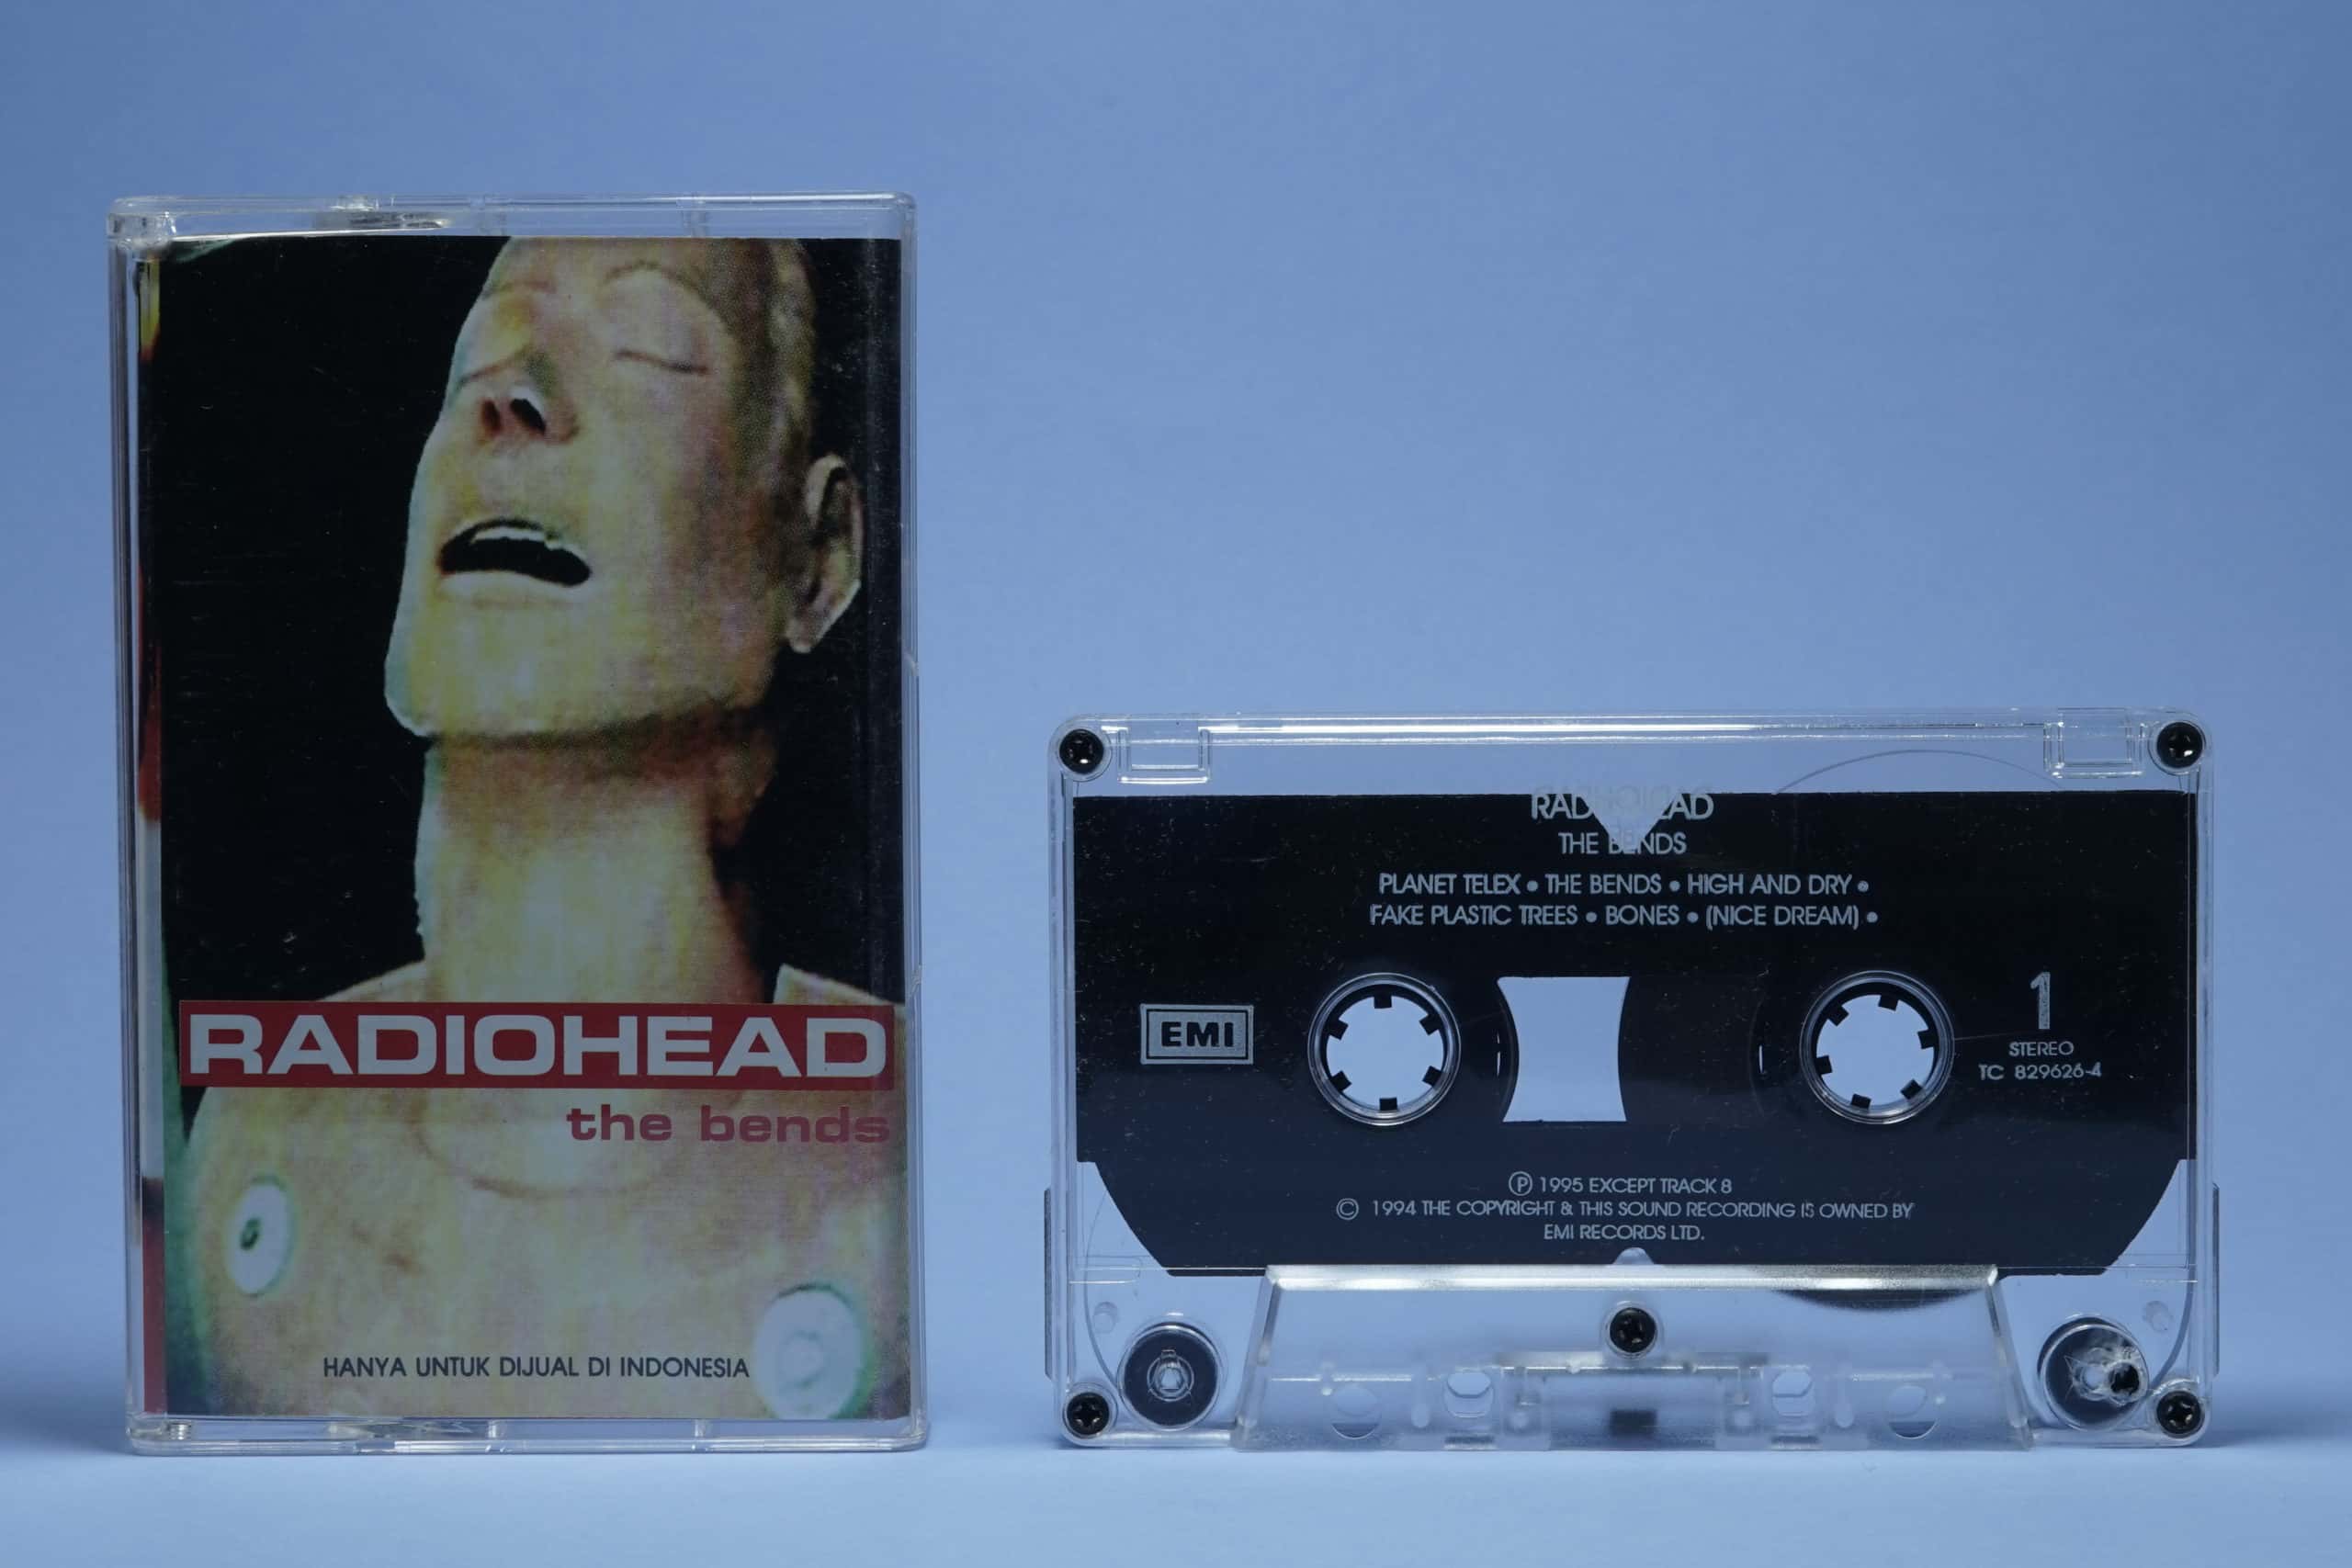 RADIOHEAD
the bends
HANYA UNTUK DIJUAL DI INDONESIA
RADIOHEAD
THE BENDS
PLANET TELEX • THE BENDS • HIGH AND DRY •
FAKE PLASTIC TREES • BONES • (NICE DREAM) •
EMI
1
STEREO
TC 829626-4
℗ 1995 EXCEPT TRACK 8
© 1994 THE COPYRIGHT & THIS SOUND RECORDING IS OWNED BY
EMI RECORDS LTD.